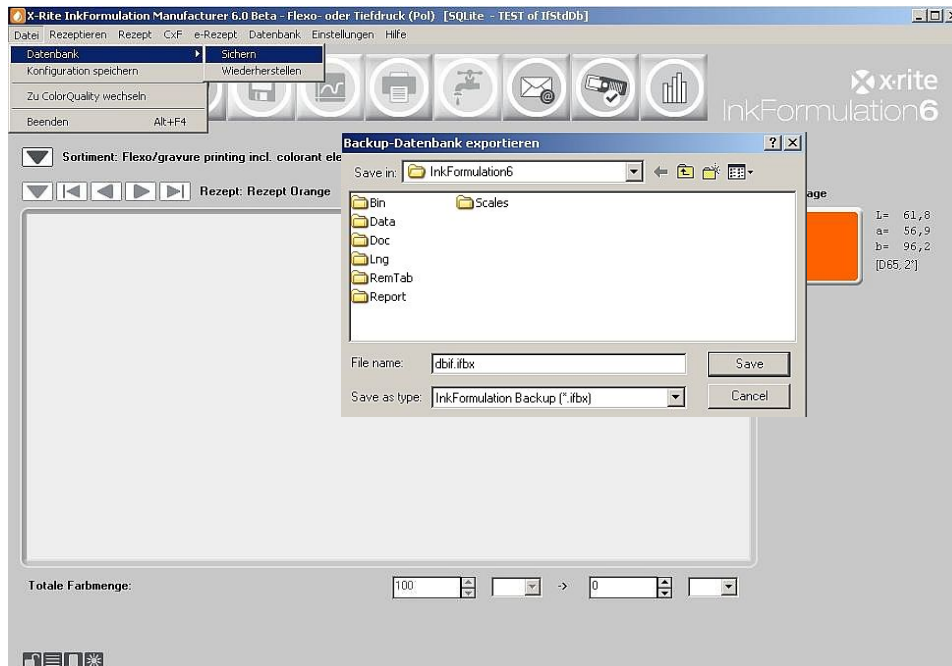 X-Rite InkFormulation Manufacturer 6.0 Beta - Flexo- oder Tiefdruck (Pol) [SQLite - TEST of IfStdDb]
Datei Rezeptieren Rezept CxF e-Rezept Datenbank Einstellungen Hilfe
Datenbank
Sichern
Konfiguration speichern
Wiederherstellen
Zu ColorQuality wechseln
Beenden Alt+F4
x-rite
InkFormulation6
Backup-Datenbank exportieren
Sortiment: Flexo/gravure printing incl. colorant ele
Save in: InkFormulation6
Rezept: Rezept Orange
age
Bin
Scales
Data
Doc
Lng
RemTab
Report
L= 61,8
a= 56,9
b= 96,2
[D65, 2°]
File name: dbif.ifbx
Save
Save as type: InkFormulation Backup (*.ifbx)
Cancel
Totale Farbmenge: 100 -> 0